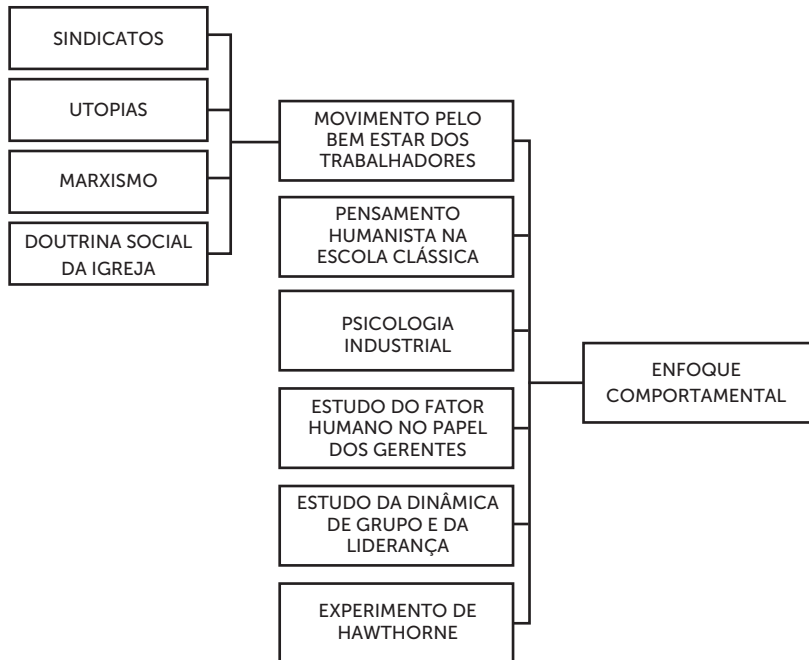 SINDICATOS
UTOPIAS
MARXISMO
DOUTRINA SOCIAL
DA IGREJA
MOVIMENTO PELO
BEM ESTAR DOS
TRABALHADORES
PENSAMENTO
HUMANISTA NA
ESCOLA CLÁSSICA
PSICOLOGIA
INDUSTRIAL
ESTUDO DO FATOR
HUMANO NO PAPEL
DOS GERENTES
ESTUDO DA DINÂMICA
DE GRUPO E DA
LIDERANÇA
EXPERIMENTO DE
HAWTHORNE
ENFOQUE
COMPORTAMENTAL